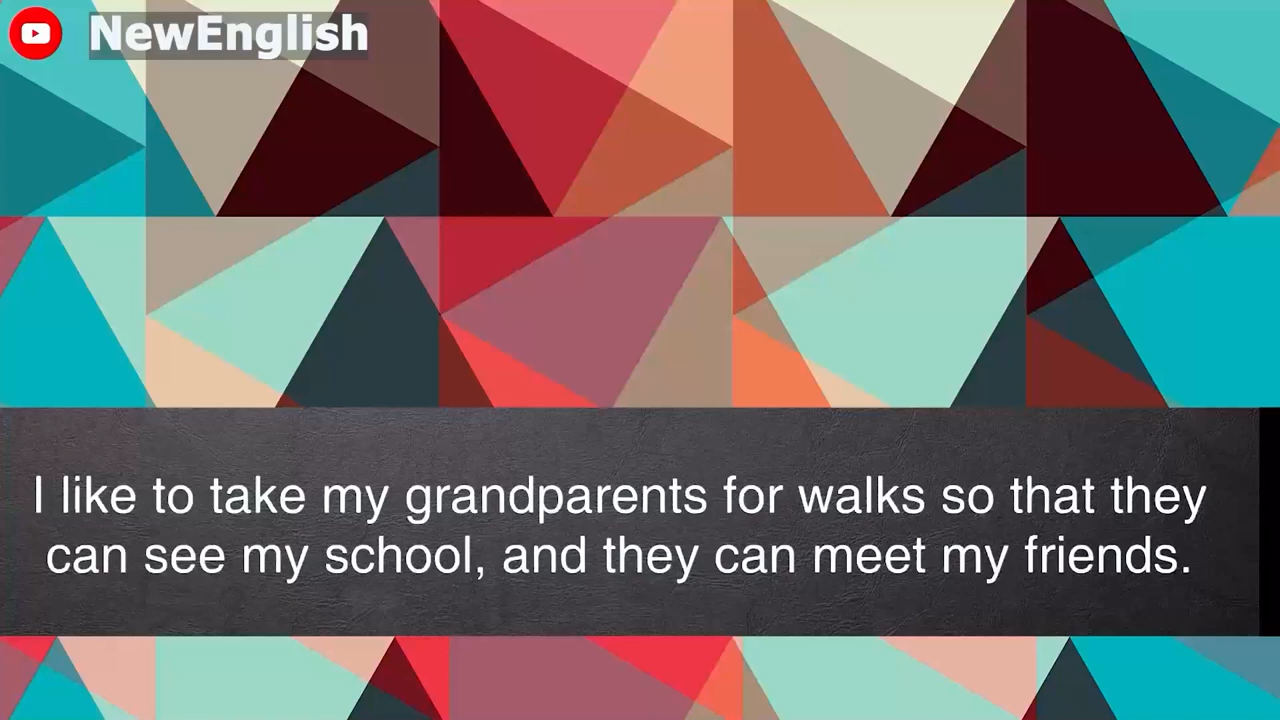 NewEnglish
I like to take my grandparents for walks so that they
can see my school, and they can meet my friends.